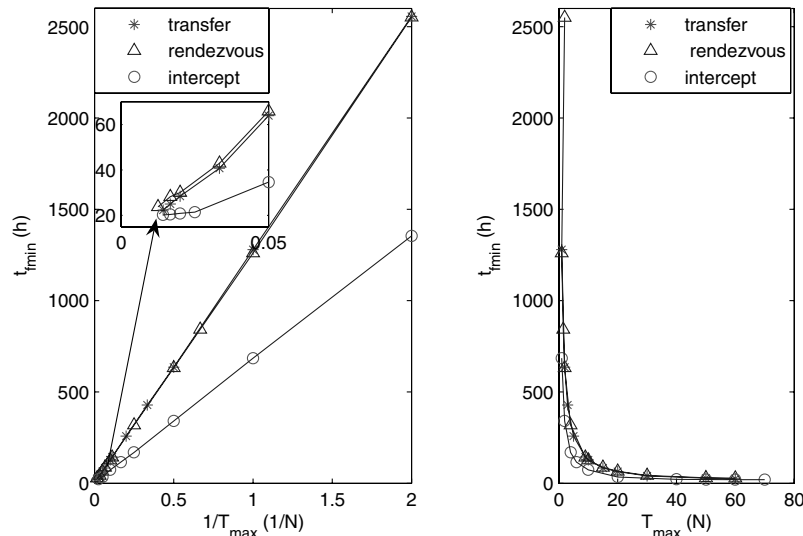 transfer
rendezvous
intercept
2500
2000
1500
1000
500
0
t_fmin (h)
60
40
20
0
0.05
0
0.5
1
1.5
2
1/T_max (1/N)
transfer
rendezvous
intercept
2500
2000
1500
1000
500
0
t_fmin (h)
0
20
40
60
80
T_max (N)